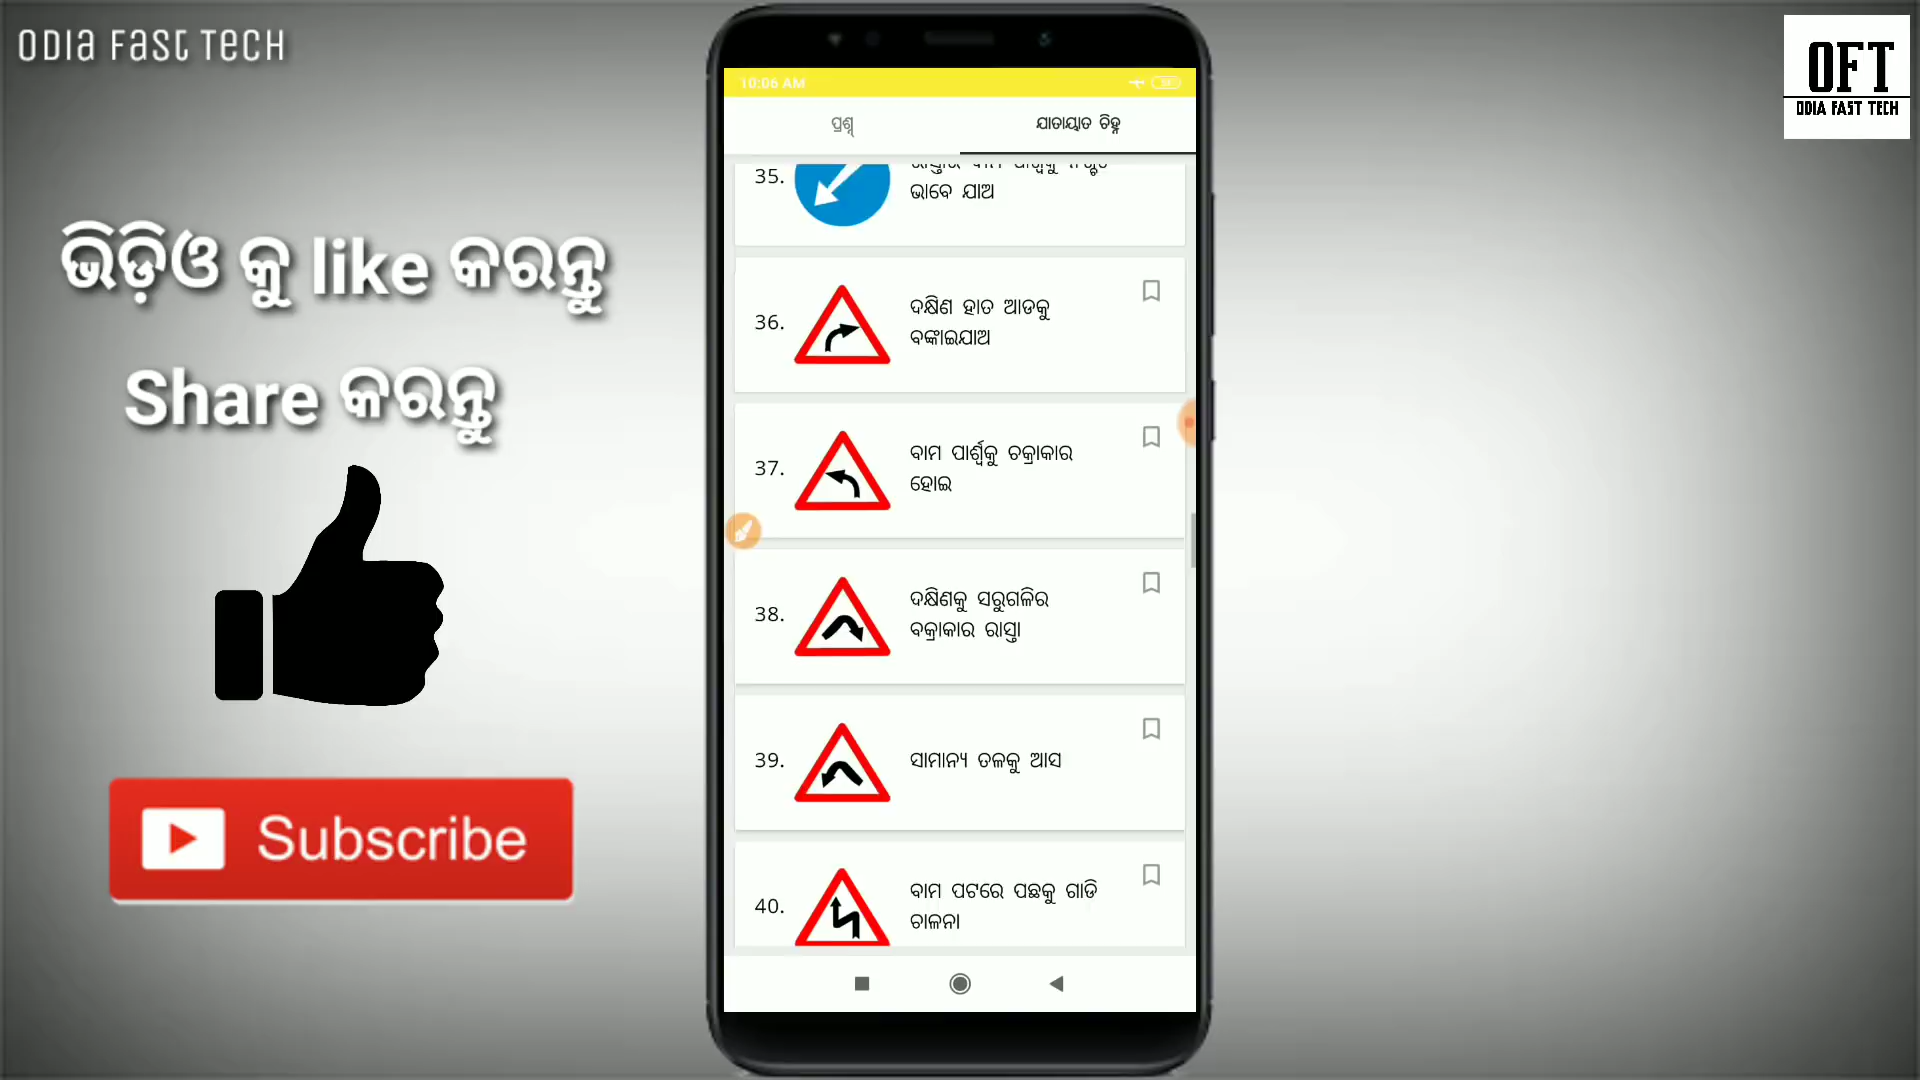 ODIA FAST TECH
OFT
ODIA FAST TECH
ଭିଡ଼ିଓ କୁ like କରନ୍ତୁ
Share କରନ୍ତୁ
Subscribe
10:06 AM
ପ୍ରଶ୍ନ
ଯାତାୟାତ ଚିହ୍ନ
35.
ଭାବେ ଯାଅ
36.
ଦକ୍ଷିଣ ହାତ ଆଡକୁ
ବଙ୍କାଇଯାଅ
37.
ବାମ ପାର୍ଶ୍ୱକୁ ଚକ୍ରାକାର
ହୋଇ
38.
ଦକ୍ଷିଣକୁ ସରୁଗଳିର
ବକ୍ରାକାର ରାସ୍ତା
39.
ସାମାନ୍ୟ ତଳକୁ ଆସ
40.
ବାମ ପଟରେ ପଛକୁ ଗାଡି
ଚାଳନା